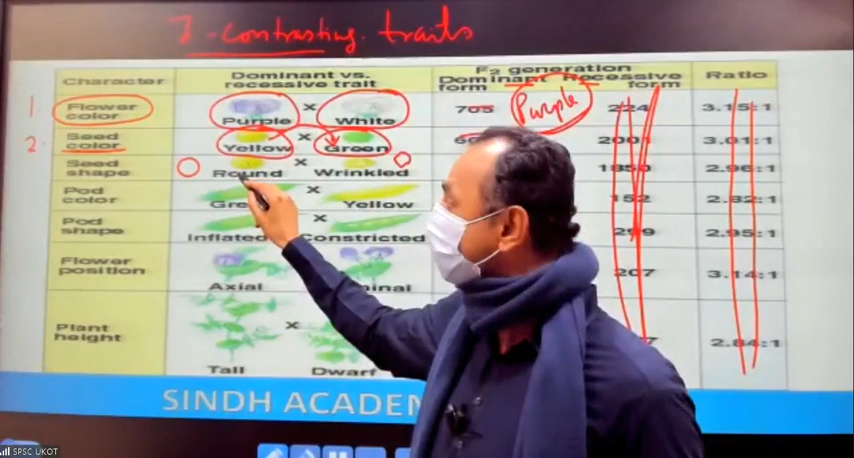 7-contrasting traits
Character Dominant vs. recessive trait F2 generation Dominant form Recessive form Ratio
1. Flower color Purple x White 705 Purple 224 3.15:1
2. Seed color Yellow x Green 2001 3.01:1
Seed shape Round x Wrinkled 1850 2.96:1
Pod color x Yellow 152 2.82:1
Pod shape Inflated x Constricted 299 2.95:1
Flower position Axial 207 3.14:1
Plant height Tall x Dwarf 2.84:1
SINDH ACADEM
SPSC UKOT